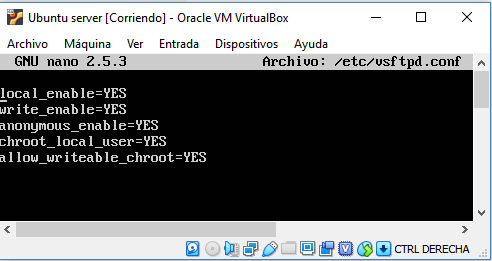 Ubuntu server [Corriendo] - Oracle VM VirtualBox
Archivo Máquina Ver Entrada Dispositivos Ayuda
GNU nano 2.5.3 Archivo: /etc/vsftpd.conf
local_enable=YES
write_enable=YES
anonymous_enable=YES
chroot_local_user=YES
allow_writeable_chroot=YES
CTRL DERECHA